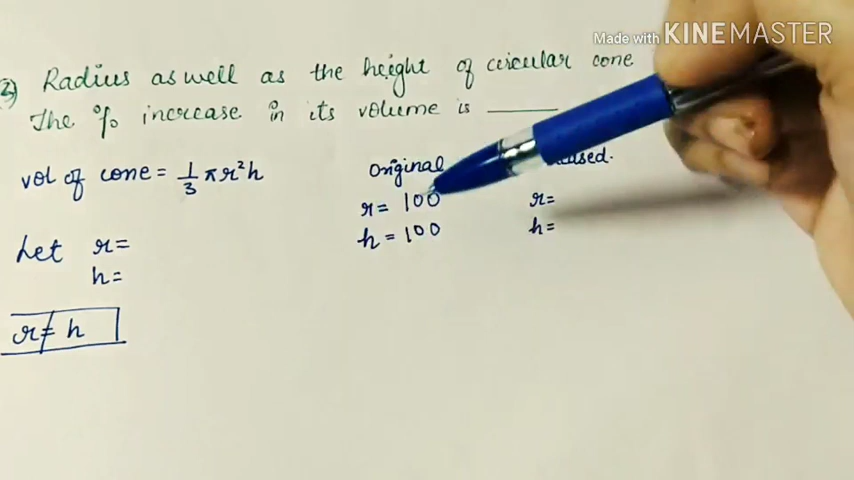 Made with KINEMASTER
2) Radius as well as the height of circular cone
The % increase in its volume is ______
vol of cone = 1/3 πr²h
Let r=
h=
r≠h
Original
r= 100
h=100
r=
h=